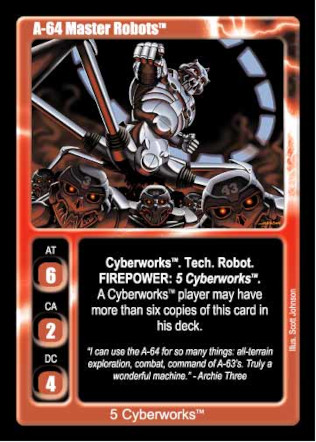 A-64 Master Robots™
43
AT
6
CA
2
DC
4
Cyberworks™. Tech. Robot.
FIREPOWER: 5 Cyberworks™.
A Cyberworks™ player may have
more than six copies of this card in
his deck.
"I can use the A-64 for so many things: all-terrain
exploration, combat, command of A-63's. Truly a
wonderful machine." - Archie Three
Illus. Scott Johnson
5 Cyberworks™